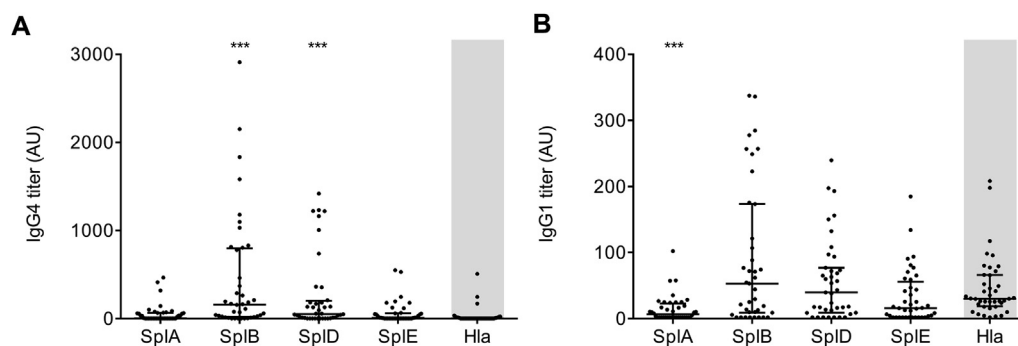 A
IgG4 titer (AU)
3000
2000
1000
0
*** ***
SplA SplB SplD SplE Hla
B
IgG1 titer (AU)
400
300
200
100
0
***
SplA SplB SplD SplE Hla